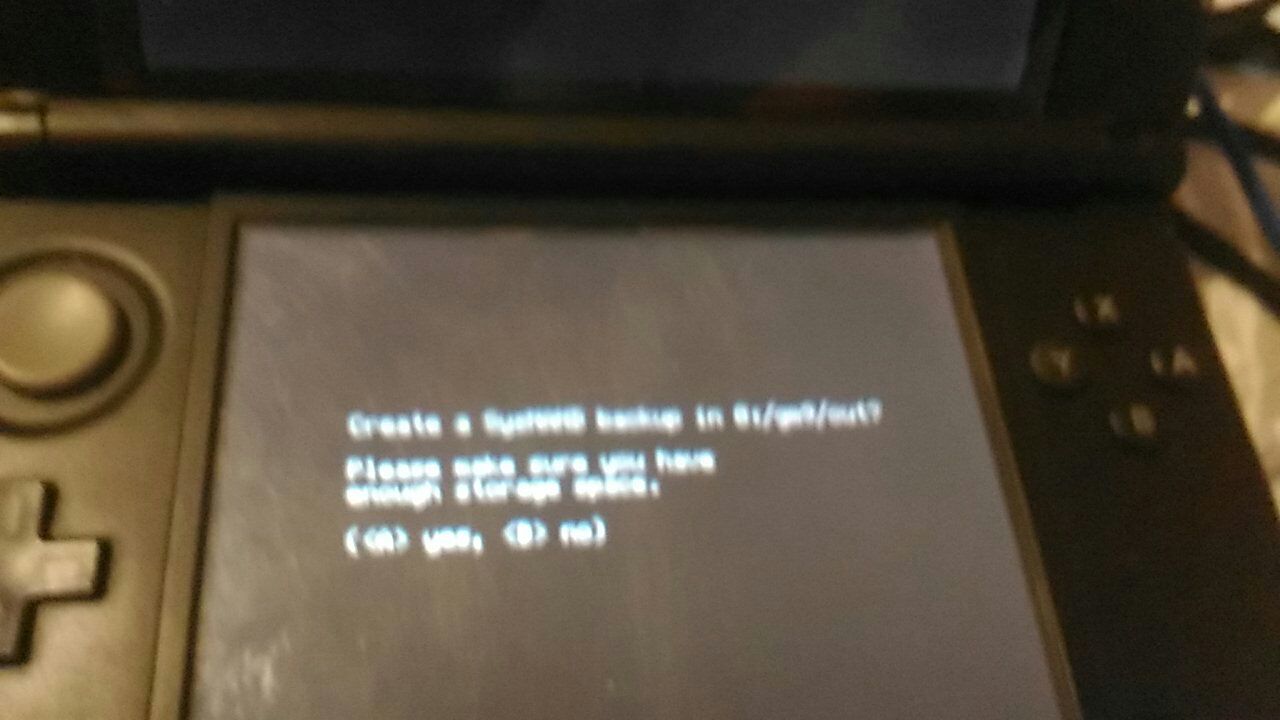 Create a SysNAND backup in 0:/gm9/out?
Please make sure you have
enough storage space.
(<A> yes, <B> no)
X
Y
A
B